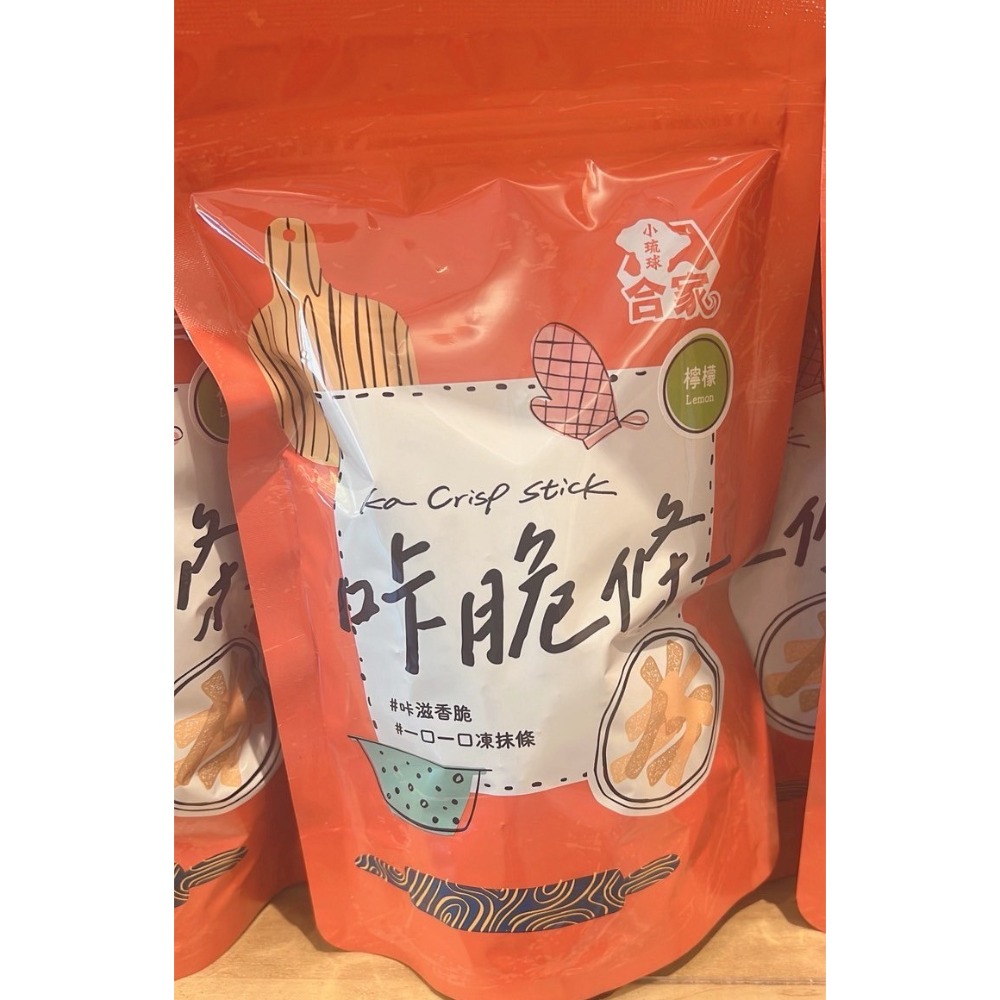 小琉球
合家
檸檬
Lemon
ka Crisp stick
咔脆條
#咔滋香脆
#一口一口凍抹條